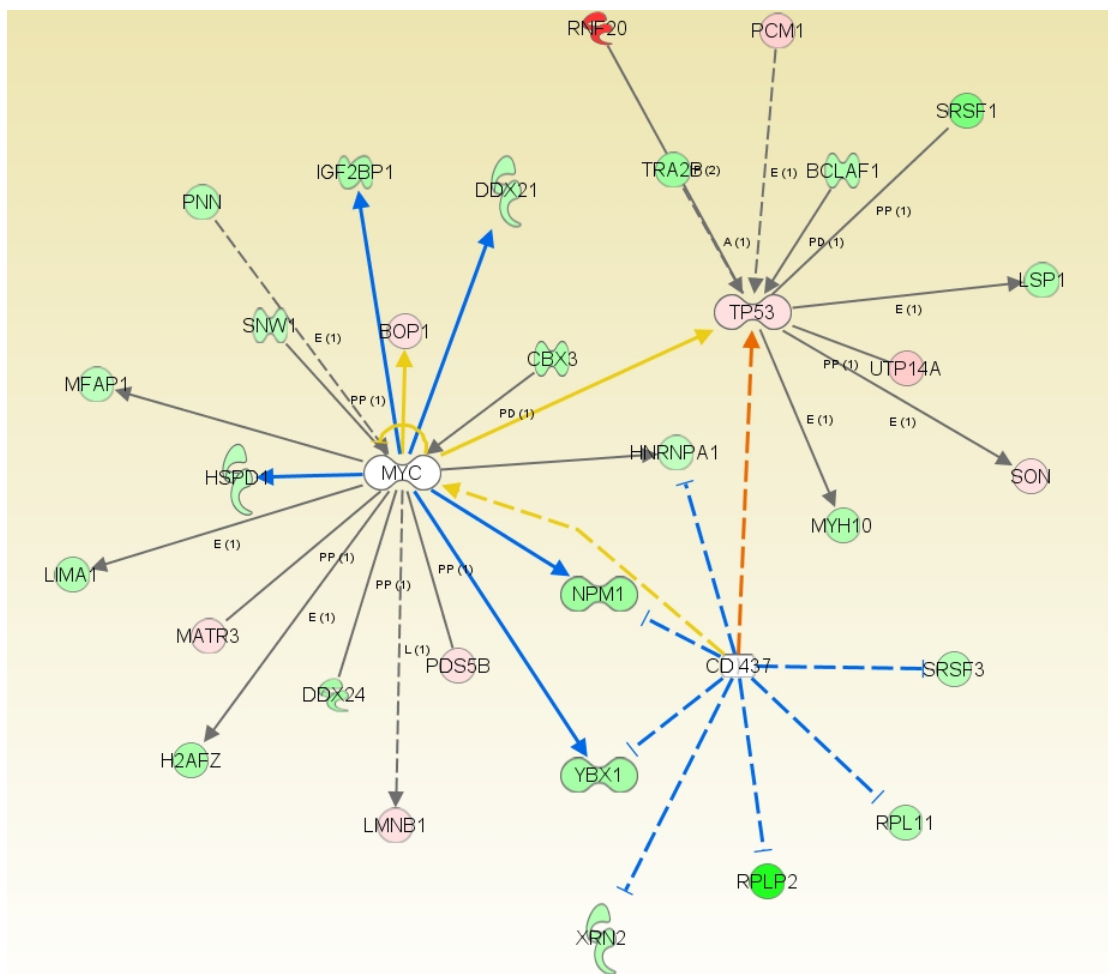 RNF20
PCM1
SRSF1
IGF2BP1
DDX21
TRA2B
P (2)
E (1)
BCLAF1
PNN
PP (1)
A (1)
PD (1)
LSP1
TP53
E (1)
SNW1
E (1)
BOP1
CBX3
PP (1)
UTP14A
MFAP1
PP (1)
PD (1)
E (1)
E (1)
HNRNPA1
MYC
HSPD1
SON
MYH10
E (1)
PP (1)
LIMA1
PP (1)
PP (1)
NPM1
E (1)
MATR3
L (1)
PDS5B
CD 437
SRSF3
DDX24
H2AFZ
YBX1
LMNB1
RPL11
RPLP2
XRN2